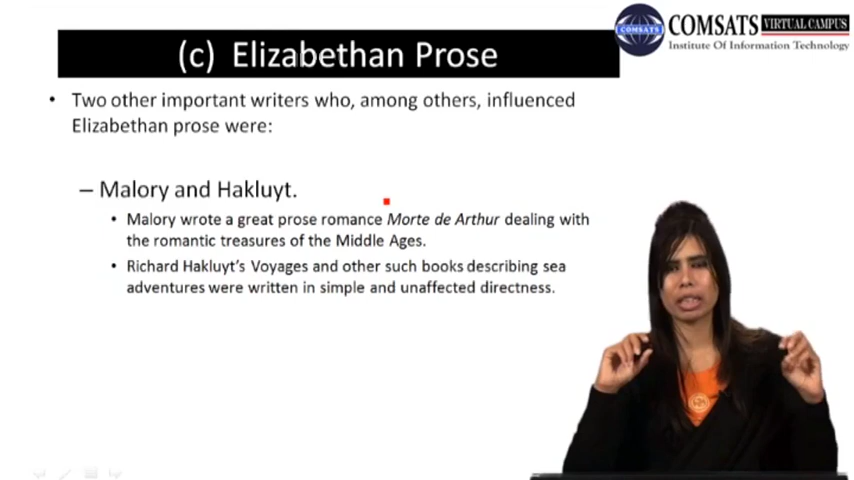 COMSATS VIRTUAL CAMPUS
Institute Of Information Technology
COMSATS
(c) Elizabethan Prose
• Two other important writers who, among others, influenced
Elizabethan prose were:
– Malory and Hakluyt.
• Malory wrote a great prose romance Morte de Arthur dealing with
the romantic treasures of the Middle Ages.
• Richard Hakluyt's Voyages and other such books describing sea
adventures were written in simple and unaffected directness.